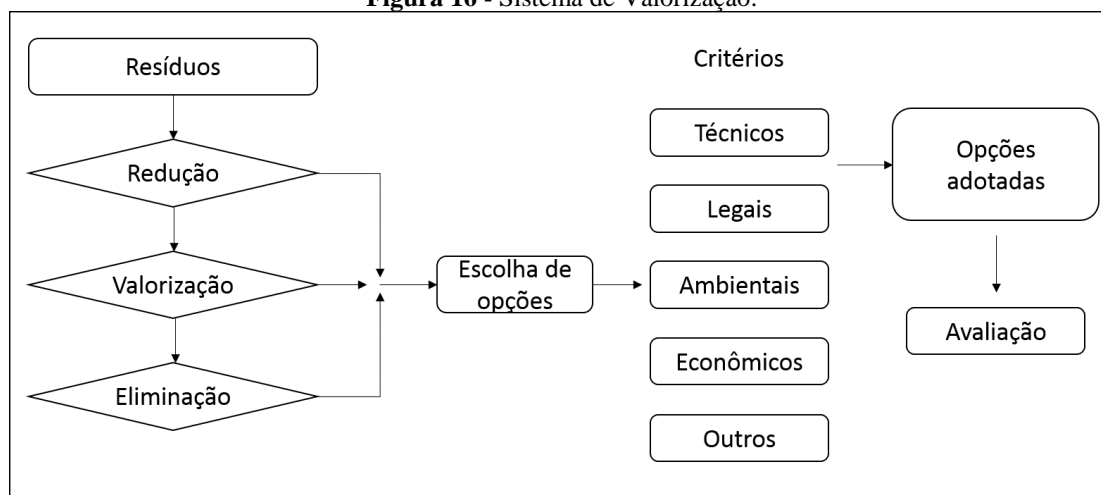 Figura 16 - Sistema de Valorização.
Resíduos
Redução
Valorização
Eliminação
Escolha de
opções
Critérios
Técnicos
Legais
Ambientais
Econômicos
Outros
Opções
adotadas
Avaliação